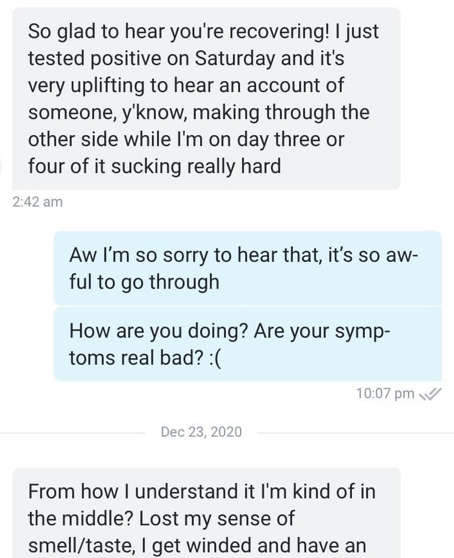 So glad to hear you're recovering! I just
tested positive on Saturday and it's
very uplifting to hear an account of
someone, y'know, making through the
other side while I'm on day three or
four of it sucking really hard
2:42 am
Aw I’m so sorry to hear that, it’s so aw-
ful to go through
How are you doing? Are your symp-
toms real bad? :(
10:07 pm
Dec 23, 2020
From how I understand it I'm kind of in
the middle? Lost my sense of
smell/taste, I get winded and have an